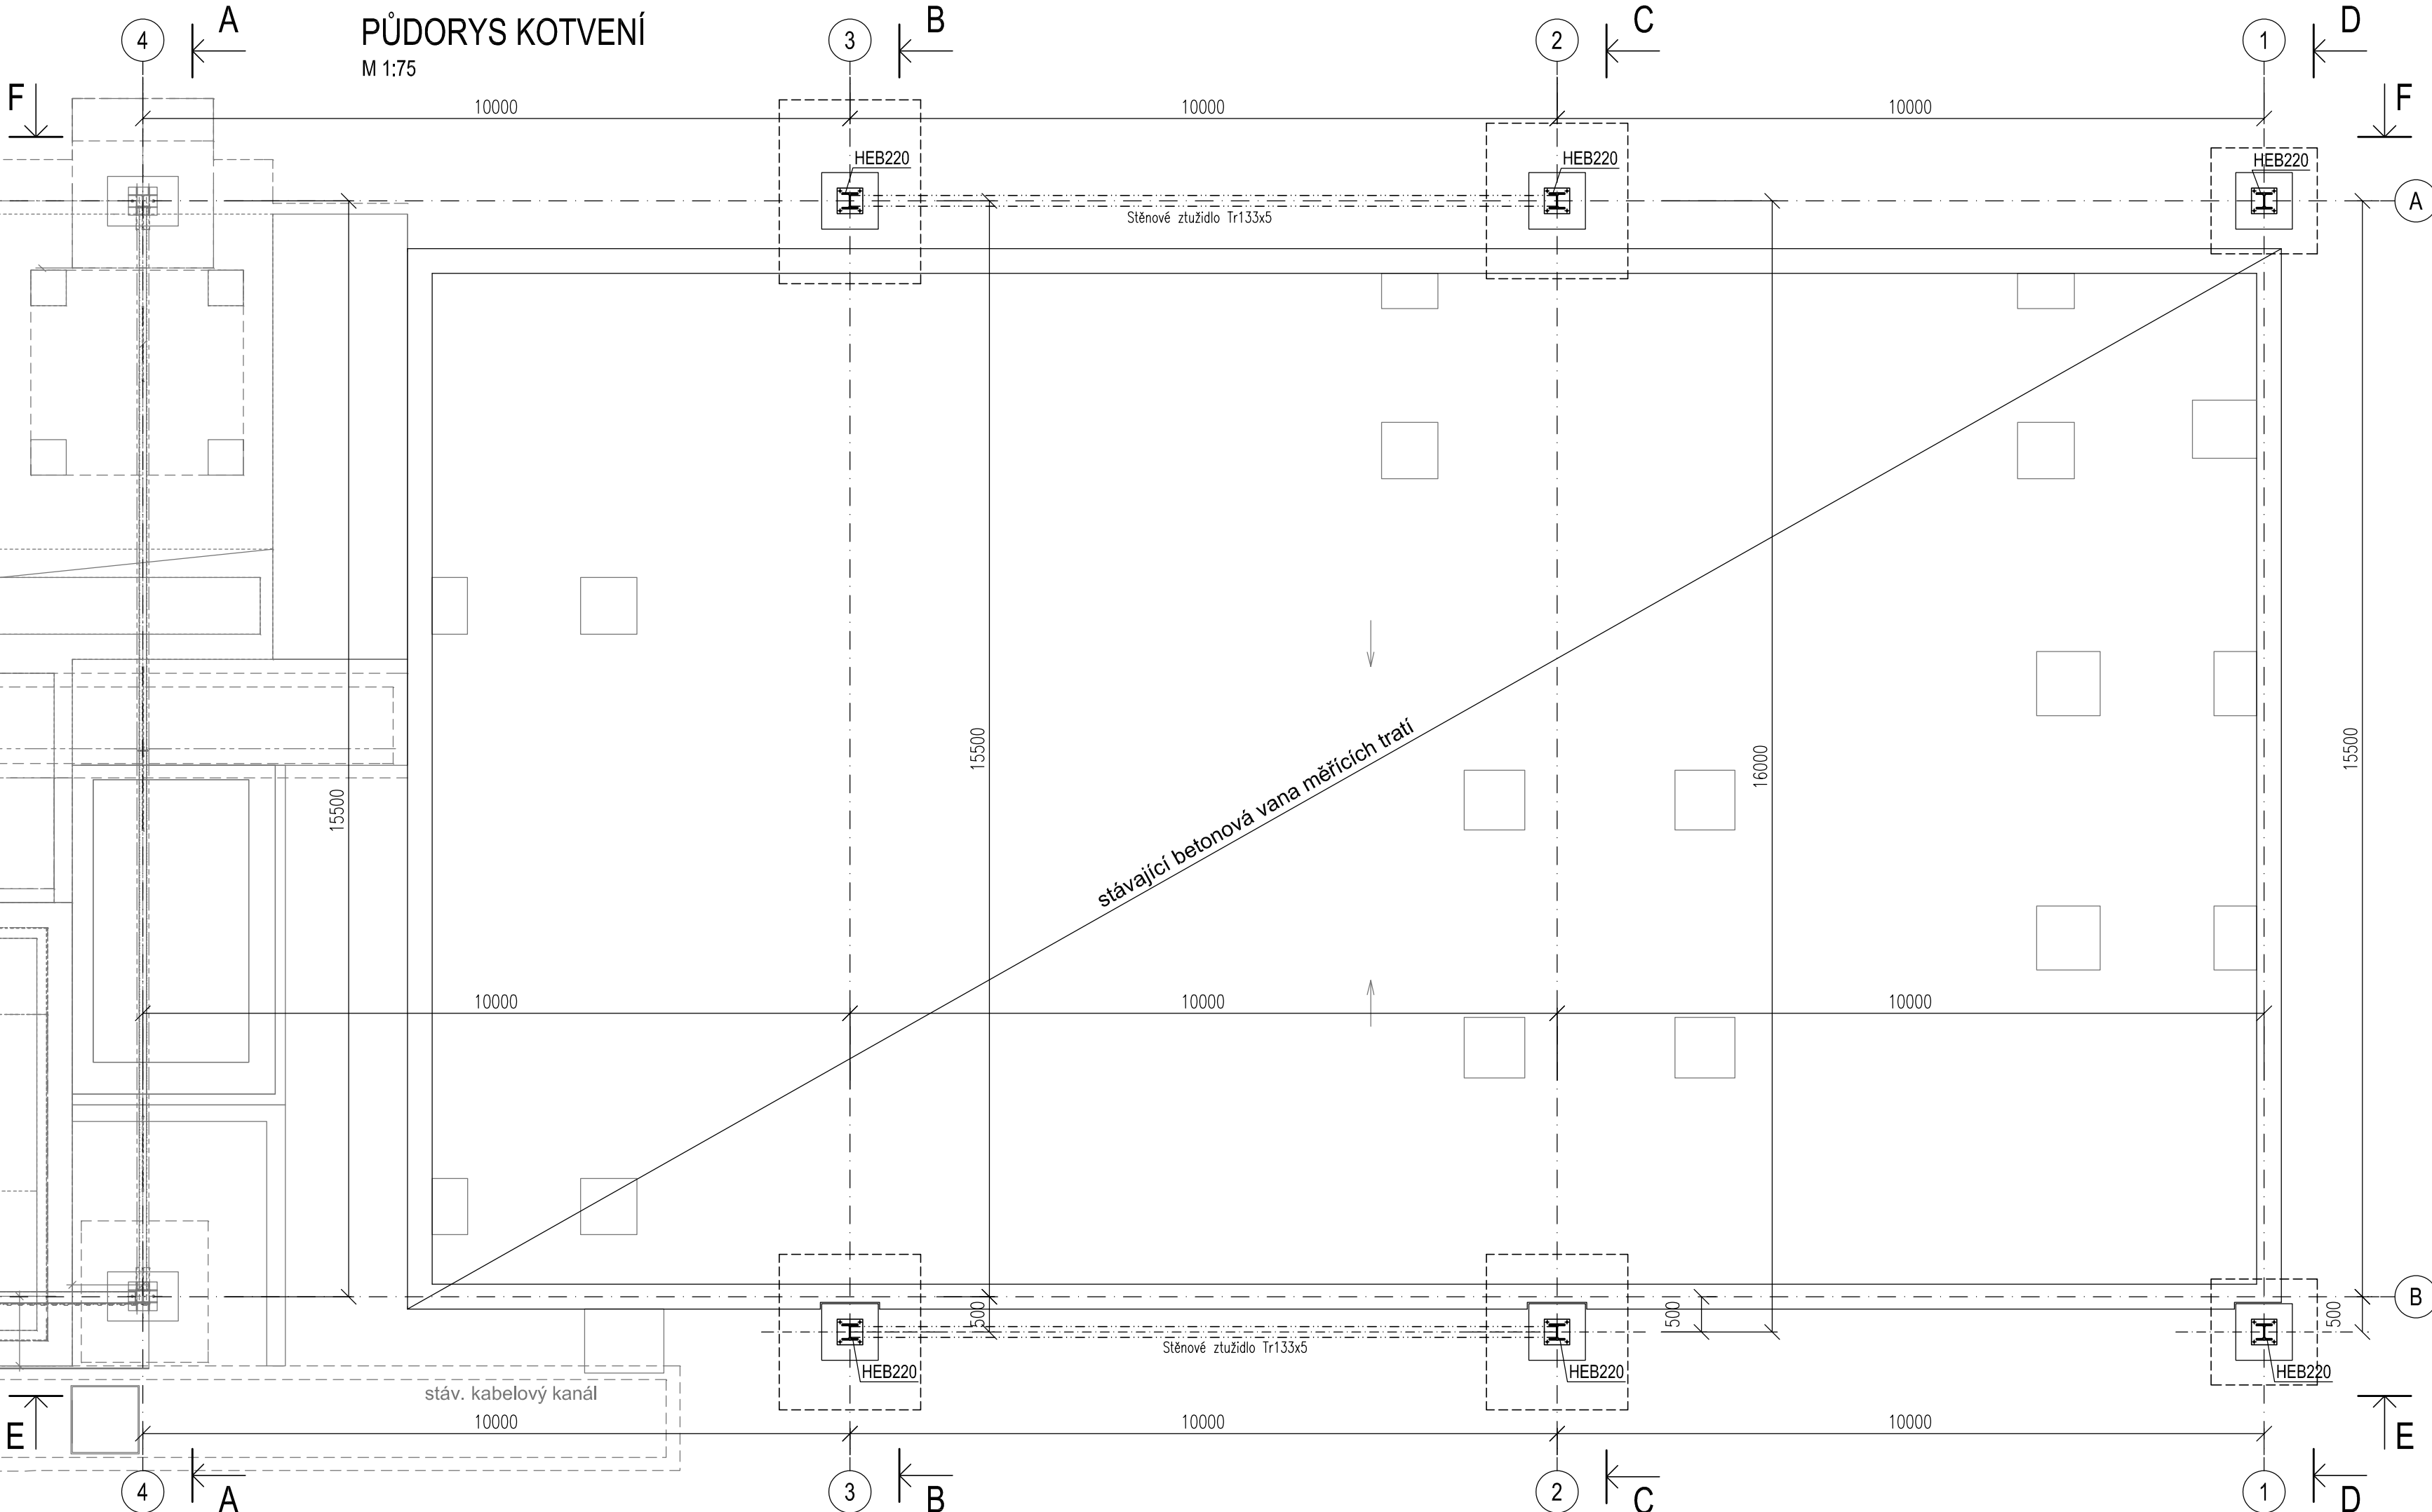 4
A
PŮDORYS KOTVENÍ
M 1:75
3
B
2
C
1
D
F
10000
10000
10000
F
HEB220
HEB220
HEB220
Stěnové ztužidlo Tr133x5
A
15500
15500
stávající betonová vana měřících tratí
16000
15500
10000
10000
10000
B
500
500
500
Stěnové ztužidlo Tr133x5
HEB220
HEB220
HEB220
stáv. kabelový kanál
E
10000
10000
10000
E
4
A
3
B
2
C
1
D